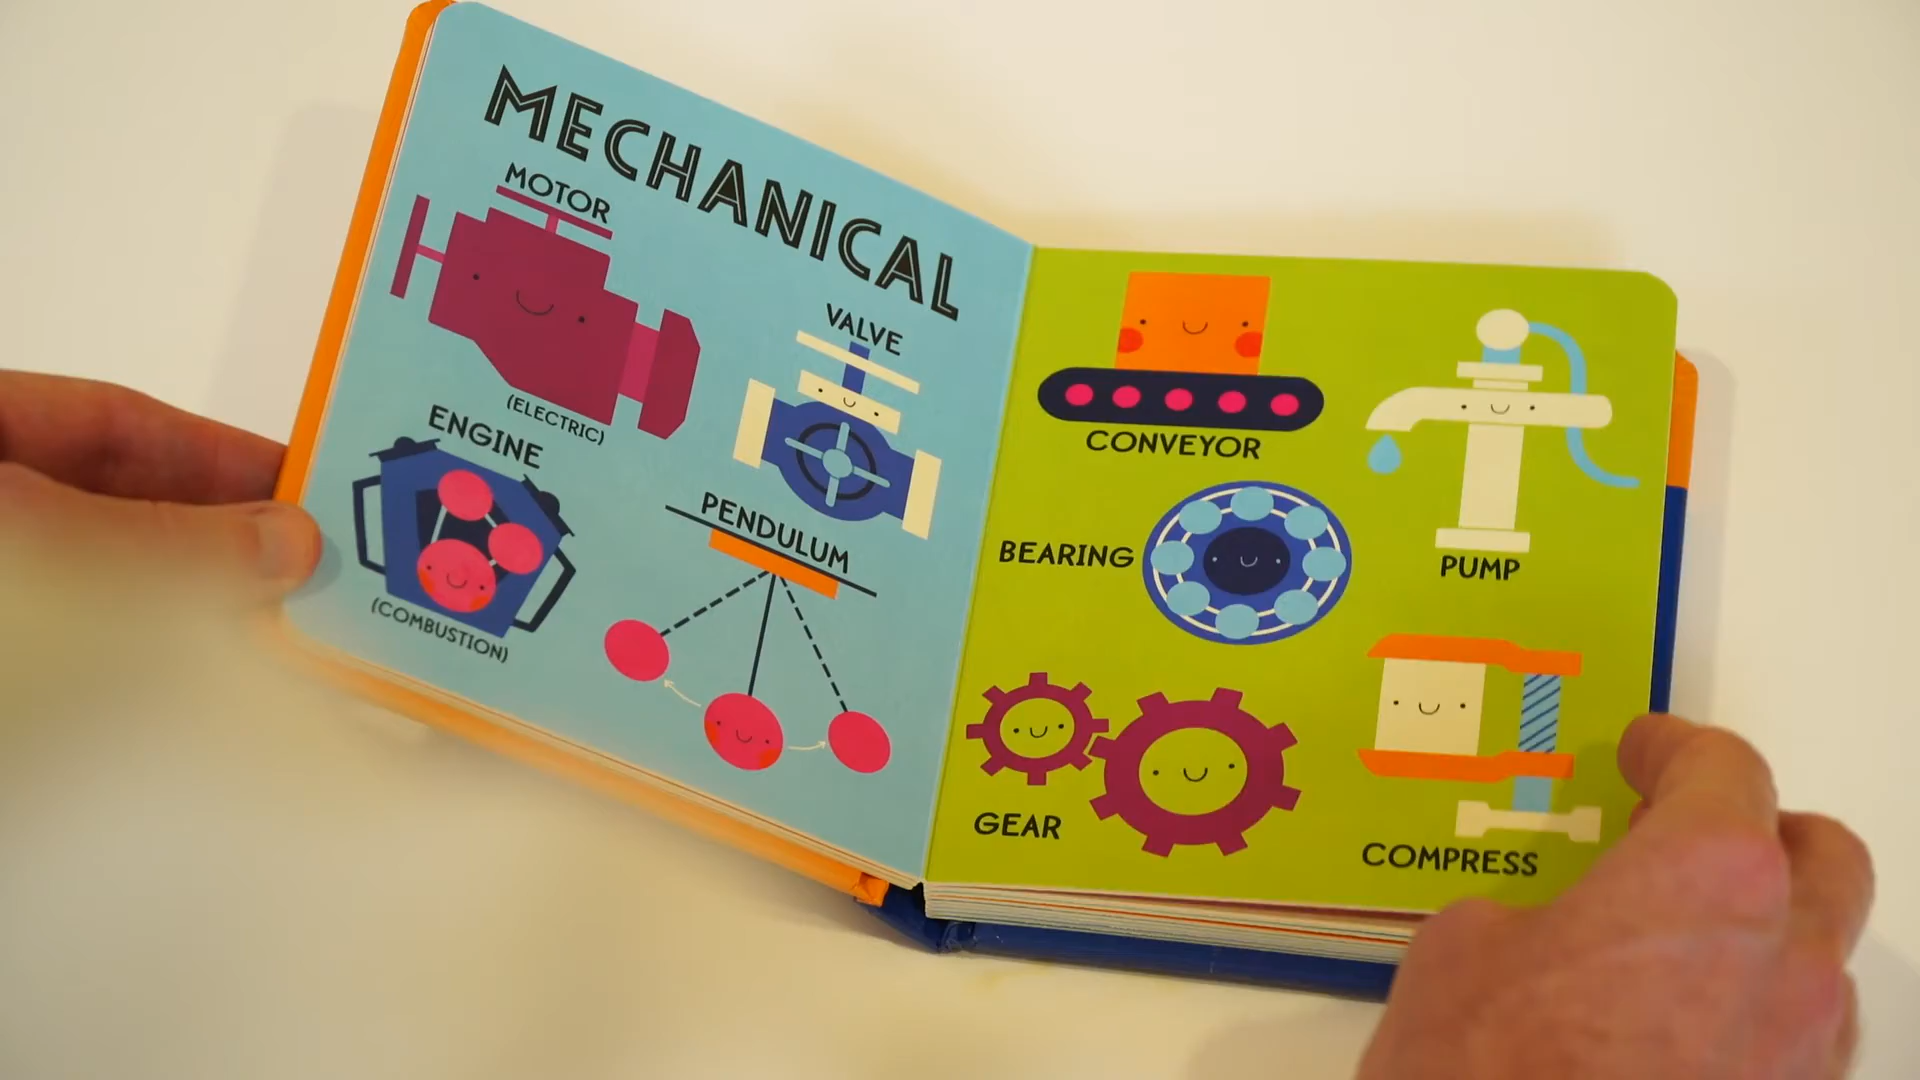 MECHANICAL
MOTOR
(ELECTRIC)
VALVE
ENGINE
(COMBUSTION)
PENDULUM
CONVEYOR
PUMP
BEARING
GEAR
COMPRESS